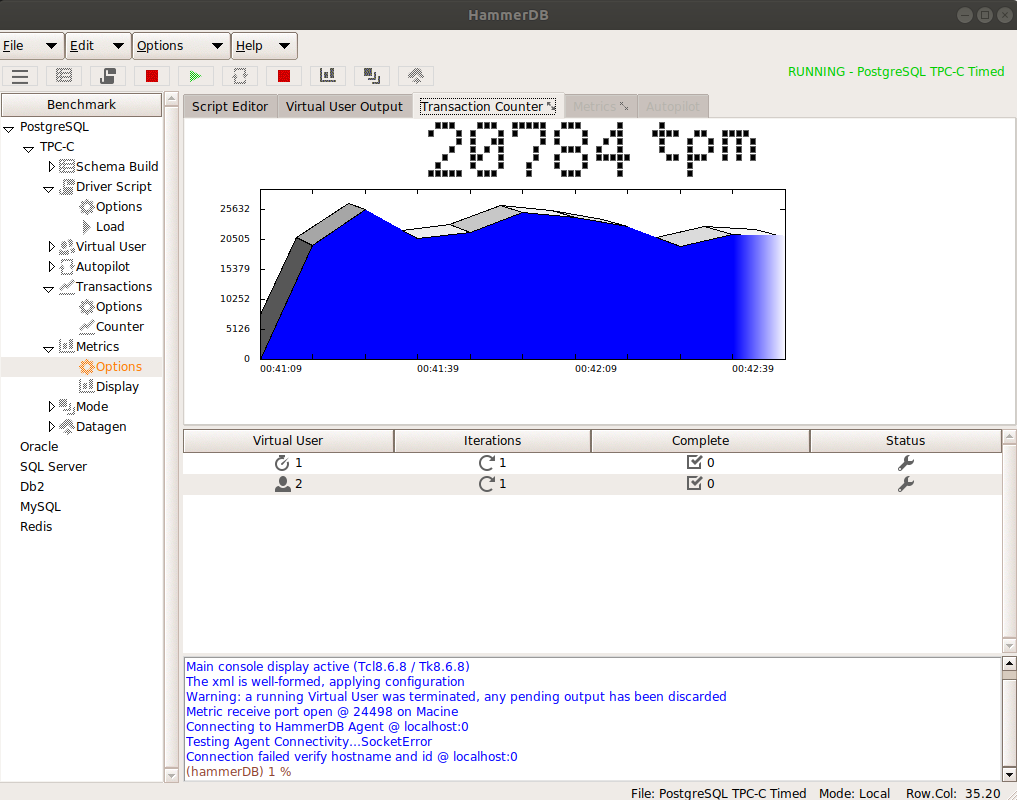 HammerDB
File Edit Options Help
RUNNING - PostgreSQL TPC-C Timed
Benchmark
PostgreSQL
TPC-C
Schema Build
Driver Script
Options
Load
Virtual User
Autopilot
Transactions
Options
Counter
Metrics
Options
Display
Mode
Datagen
Oracle
SQL Server
Db2
MySQL
Redis
Script Editor Virtual User Output Transaction Counter Metrics Autopilot
20784 tpm
25632
20505
15379
10252
5126
0
00:41:09 00:41:39 00:42:09 00:42:39
Virtual User Iterations Complete Status
1 1 0
2 1 0
Main console display active (Tcl8.6.8 / Tk8.6.8)
The xml is well-formed, applying configuration
Warning: a running Virtual User was terminated, any pending output has been discarded
Metric receive port open @ 24498 on Macine
Connecting to HammerDB Agent @ localhost:0
Testing Agent Connectivity...SocketError
Connection failed verify hostname and id @ localhost:0
(hammerDB) 1 %
File: PostgreSQL TPC-C Timed Mode: Local Row.Col: 35.20